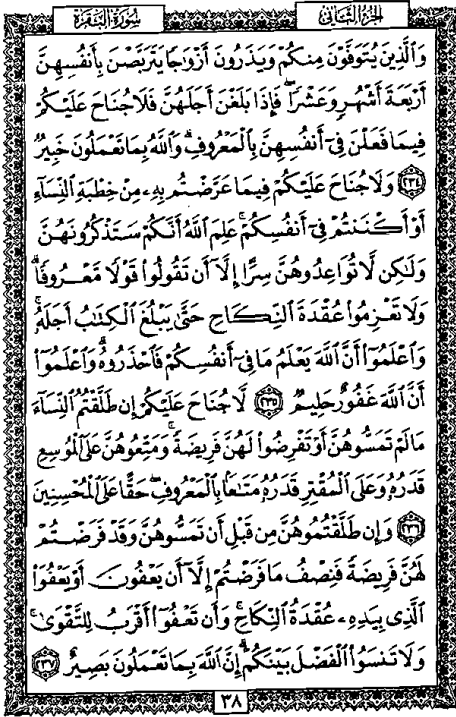 الجزء الثاني سورة البقرة
وَٱلَّذِينَ يُتَوَفَّوْنَ مِنكُمْ وَيَذَرُونَ أَزْوَٰجًا يَتَرَبَّصْنَ بِأَنفُسِهِنَّ
أَرْبَعَةَ أَشْهُرٍ وَعَشْرًا ۖ فَإِذَا بَلَغْنَ أَجَلَهُنَّ فَلَا جُنَاحَ عَلَيْكُمْ
فِيمَا فَعَلْنَ فِىٓ أَنفُسِهِنَّ بِٱلْمَعْرُوفِ ۗ وَٱللَّهُ بِمَا تَعْمَلُونَ خَبِيرٌ
٢٣٤ وَلَا جُنَاحَ عَلَيْكُمْ فِيمَا عَرَّضْتُم بِهِۦ مِنْ خِطْبَةِ ٱلنِّسَآءِ
أَوْ أَكْنَنتُمْ فِىٓ أَنفُسِكُمْ ۚ عَلِمَ ٱللَّهُ أَنَّكُمْ سَتَذْكُرُونَهُنَّ
وَلَٰكِن لَّا تُوَاعِدُوهُنَّ سِرًّا إِلَّآ أَن تَقُولُوا۟ قَوْلًا مَّعْرُوفًا ۚ
وَلَا تَعْزِمُوا۟ عُقْدَةَ ٱلنِّكَاحِ حَتَّىٰ يَبْلُغَ ٱلْكِتَٰبُ أَجَلَهُۥ ۚ
وَٱعْلَمُوٓا۟ أَنَّ ٱللَّهَ يَعْلَمُ مَا فِىٓ أَنفُسِكُمْ فَٱحْذَرُوهُ ۚ وَٱعْلَمُوٓا۟
أَنَّ ٱللَّهَ غَفُورٌ حَلِيمٌ ٢٣٥ لَّا جُنَاحَ عَلَيْكُمْ إِن طَلَّقْتُمُ ٱلنِّسَآءَ
مَا لَمْ تَمَسُّوهُنَّ أَوْ تَفْرِضُوا۟ لَهُنَّ فَرِيضَةً ۚ وَمَتِّعُوهُنَّ عَلَى ٱلْمُوسِعِ
قَدَرُهُۥ وَعَلَى ٱلْمُقْتِرِ قَدَرُهُۥ مَتَٰعًۢا بِٱلْمَعْرُوفِ ۖ حَقًّا عَلَى ٱلْمُحْسِنِينَ
٢٣٦ وَإِن طَلَّقْتُمُوهُنَّ مِن قَبْلِ أَن تَمَسُّوهُنَّ وَقَدْ فَرَضْتُمْ
لَهُنَّ فَرِيضَةً فَنِصْفُ مَا فَرَضْتُمْ إِلَّآ أَن يَعْفُونَ أَوْ يَعْفُوَا۟
ٱلَّذِى بِيَدِهِۦ عُقْدَةُ ٱلنِّكَاحِ ۚ وَأَن تَعْفُوٓا۟ أَقْرَبُ لِلتَّقْوَىٰ ۚ
وَلَا تَنسَوُا۟ ٱلْفَضْلَ بَيْنَكُمْ ۚ إِنَّ ٱللَّهَ بِمَا تَعْمَلُونَ بَصِيرٌ ٢٣٧
٣٨